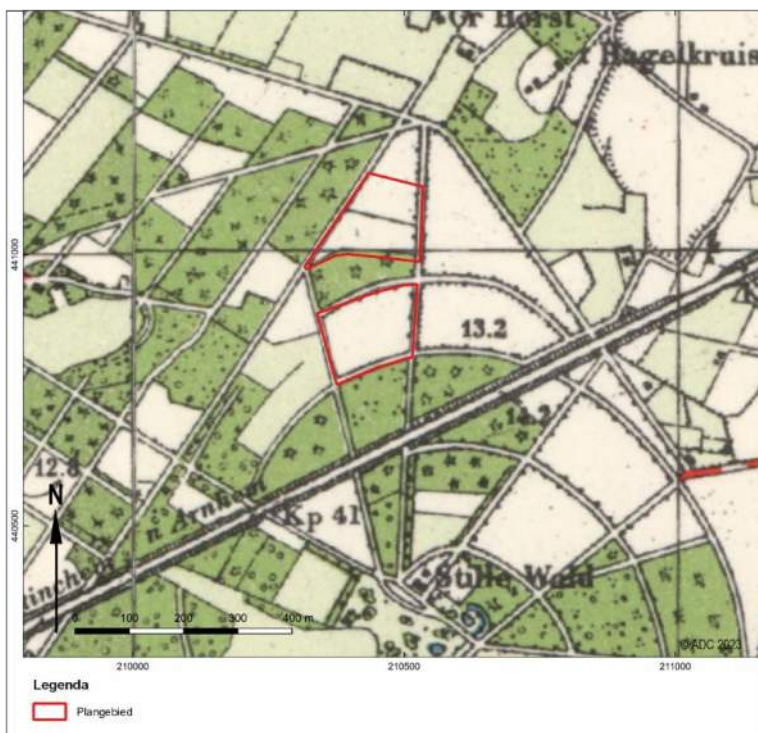 Gr Horst
Hagelkruis
441000
13.2
14.2
12.8
N
n Arnhem
Kp 41
440500
Stille Wald
0 100 200 300 400 m
©ADC 2023
210000 210500 211000
Legenda
Plangebied